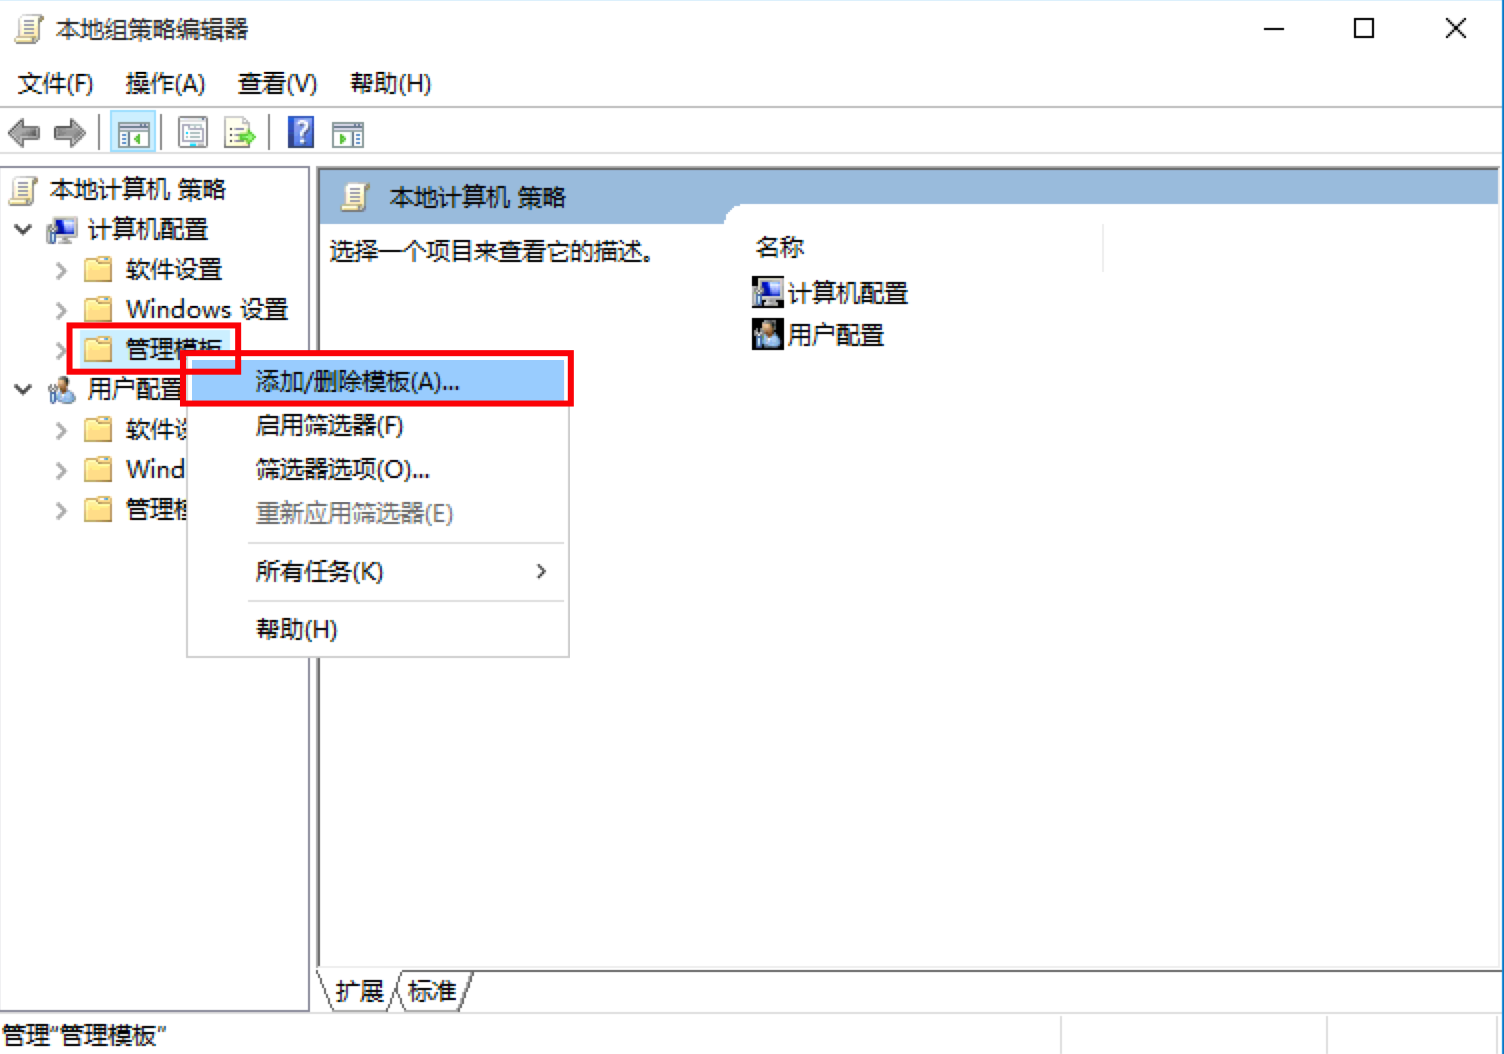 本地组策略编辑器
文件(F) 操作(A) 查看(V) 帮助(H)
本地计算机 策略
计算机配置
软件设置
Windows 设置
管理模板
用户配置
软件设
Wind
管理模
添加/删除模板(A)...
启用筛选器(F)
筛选器选项(O)...
重新应用筛选器(E)
所有任务(K)
帮助(H)
本地计算机 策略
选择一个项目来查看它的描述。
名称
计算机配置
用户配置
扩展 标准
管理"管理模板"